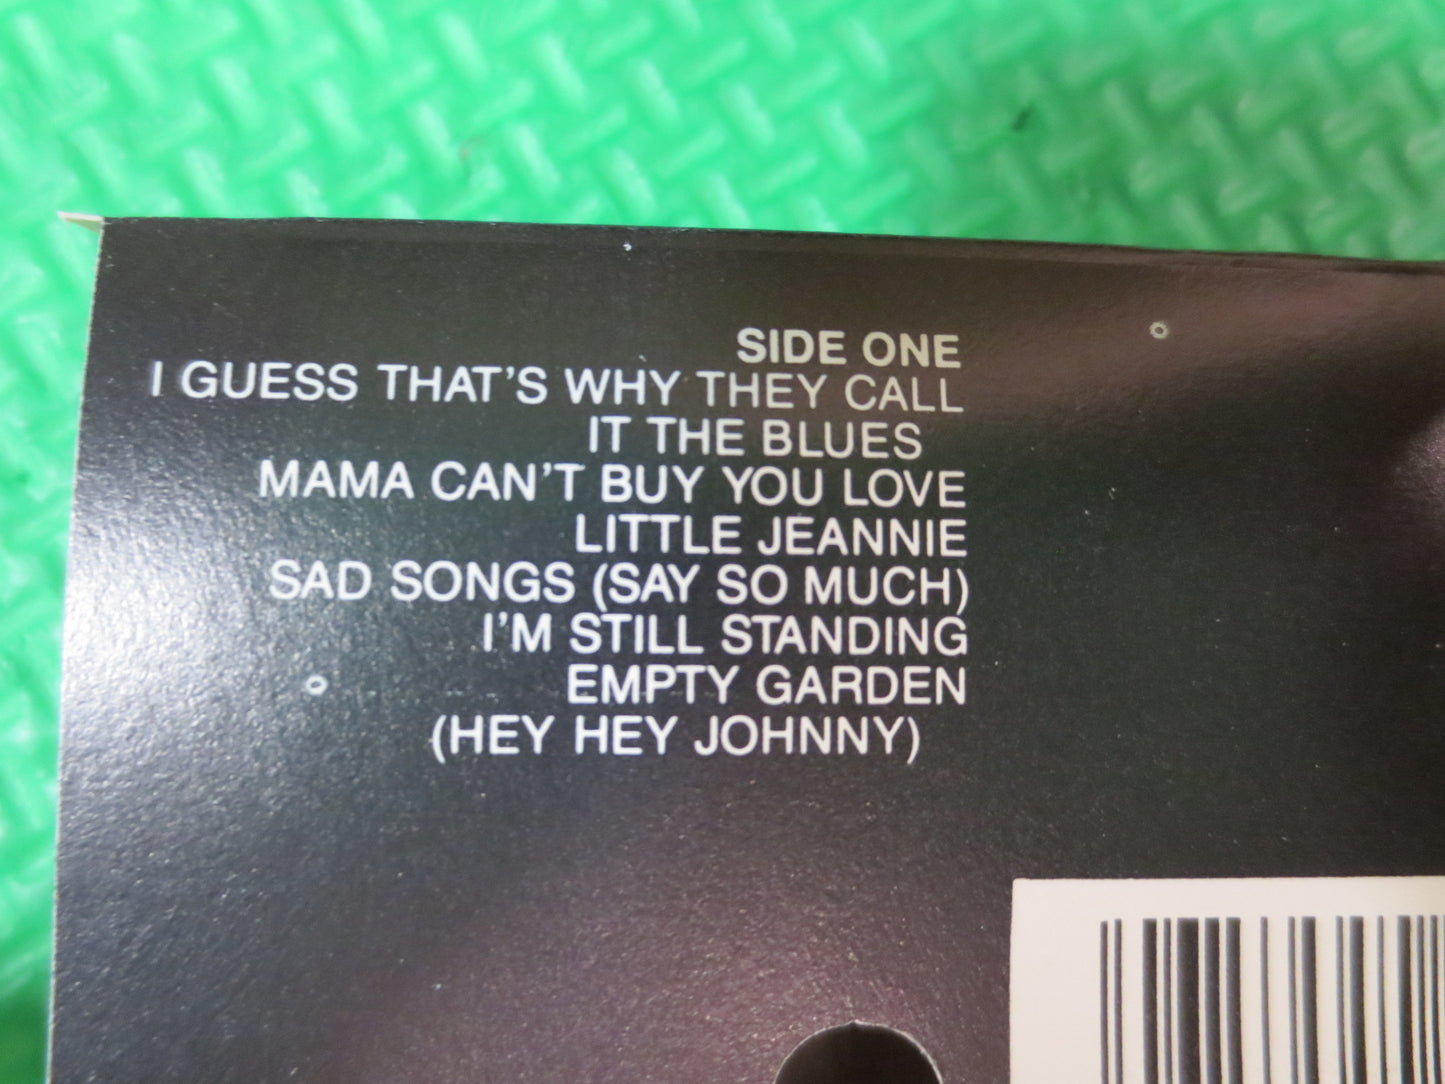 SIDE ONE
I GUESS THAT'S WHY THEY CALL
IT THE BLUES
MAMA CAN'T BUY YOU LOVE
LITTLE JEANNIE
SAD SONGS (SAY SO MUCH)
I'M STILL STANDING
EMPTY GARDEN
(HEY HEY JOHNNY)